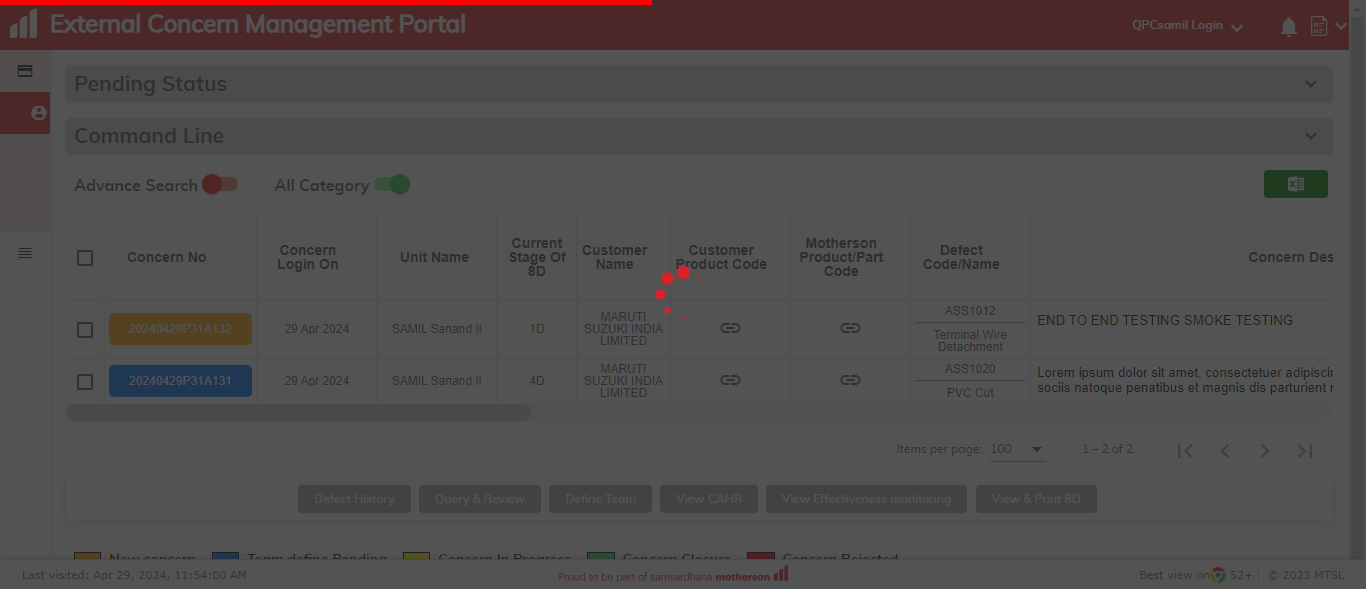 External Concern Management Portal
QPCsamil Login
Pending Status
Command Line
Advance Search
All Category
Concern No
Concern
Login On
Unit Name
Current
Stage Of
8D
Customer
Name
Customer
Product Code
Motherson
Product/Part
Code
Defect
Code/Name
Concern Des
20240429P31A132
29 Apr 2024
SAMIL Sanand II
1D
MARUTI
SUZUKI INDIA
LIMITED
ASS1012
Terminal Wire
Detachment
END TO END TESTING SMOKE TESTING
20240429P31A131
29 Apr 2024
SAMIL Sanand II
4D
MARUTI
SUZUKI INDIA
LIMITED
ASS1020
PVC Cut
Lorem ipsum dolor sit amet, consectetuer adipiscin
sociis natoque penatibus et magnis dis parturient
Items per page: 100
1 – 2 of 2
Defect History
Query & Review
Define Team
View CAHR
View Effectiveness monitoring
View & Print 8D
New concern
Team define Pending
Concern In Progress
Concern Closure
Concern Rejected
Last visited: Apr 29, 2024, 11:54:00 AM
Proud to be part of samvardhana motherson
Best view on 52+ | © 2023 MTSL